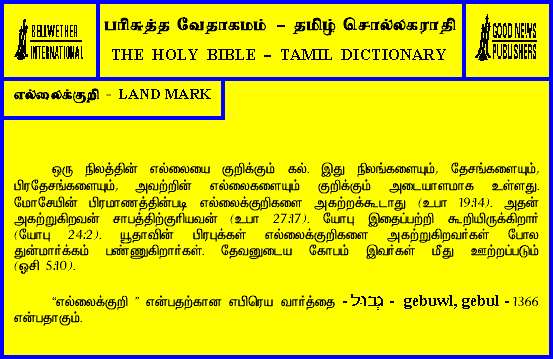 BELLWETHER
INTERNATIONAL
பரிசுத்த வேதாகமம் – தமிழ் சொல்லகராதி
THE HOLY BIBLE – TAMIL DICTIONARY
GOOD NEWS
PUBLISHERS
எல்லைக்குறி - LAND MARK
ஒரு நிலத்தின் எல்லையை குறிக்கும் கல். இது நிலங்களையும், தேசங்களையும்,
பிரதேசங்களையும், அவற்றின் எல்லைகளையும் குறிக்கும் அடையாளமாக உள்ளது.
மோசேயின் பிரமாணத்தின்படி எல்லைக்குறிகளை அகற்றக்கூடாது (உபா 19:14). அதன்
அகற்றுகிறவன் சாபத்திற்குரியவன் (உபா 27:17). யோபு இதைப்பற்றி கூறியிருக்கிறார்
(யோபு 24:2). யூதாவின் பிரபுக்கள் எல்லைக்குறிகளை அகற்றுகிறவர்கள் போல
துன்மார்க்கம் பண்ணுகிறார்கள். தேவனுடைய கோபம் இவர்கள் மீது ஊற்றப்படும்
(ஓசி 5:10).
“எல்லைக்குறி ” என்பதற்கான எபிரெய வார்த்தை - גְּבוּל - gebuwl, gebul - 1366
என்பதாகும்.